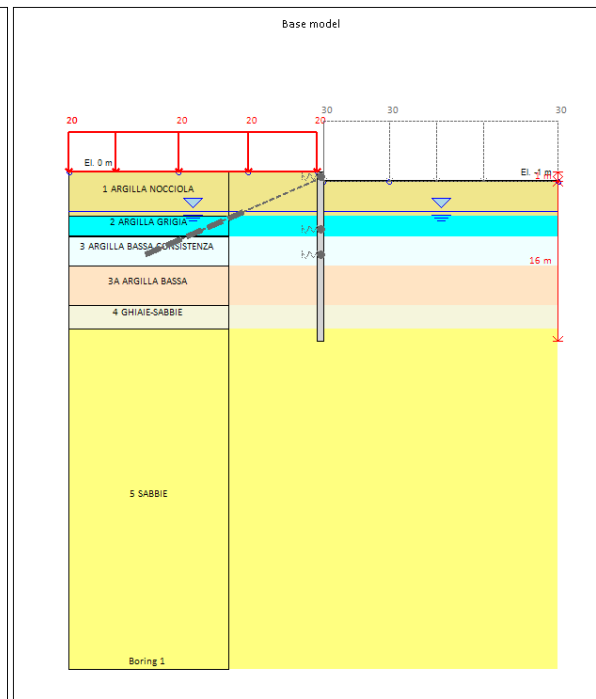 Base model
30
30
30
20
20
20
20
El. 0 m
El. -1 m
1 m
1 ARGILLA NOCCIOLA
2 ARGILLA GRIGIA
3 ARGILLA BASSA CONSISTENZA
16 m
3A ARGILLA BASSA
4 GHIAIE-SABBIE
5 SABBIE
Boring 1